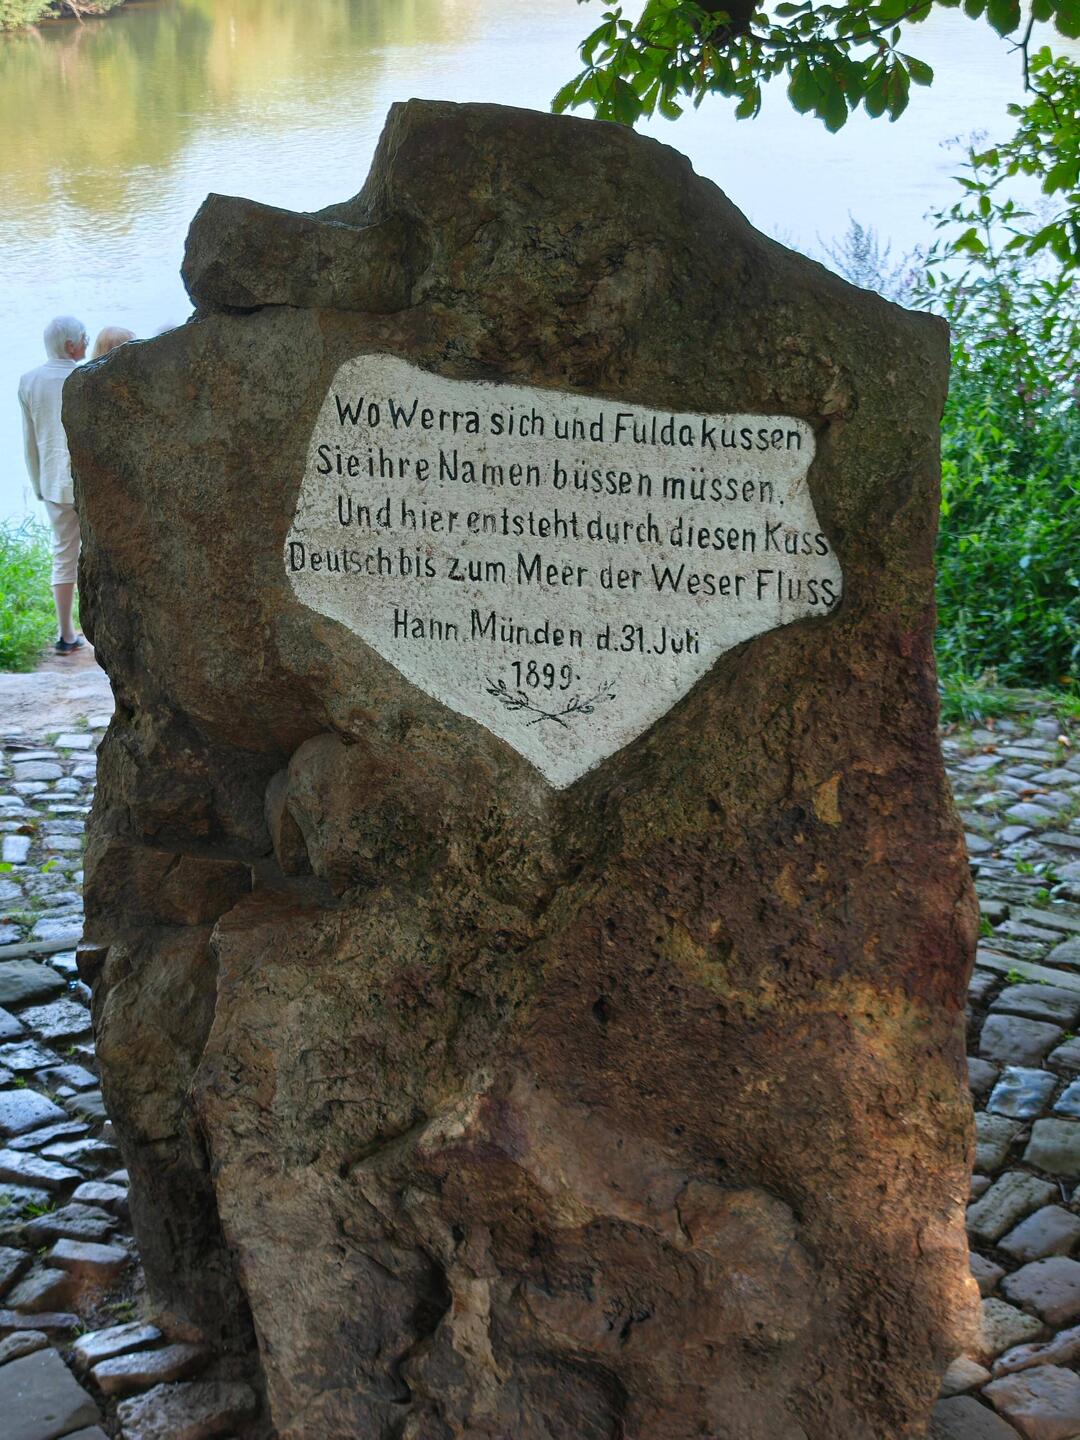 Wo Werra sich und Fulda kussen
Sie ihre Namen büssen müssen.
Und hier entsteht durch diesen Kuss
Deutsch bis zum Meer der Weser Fluss
Hann. Münden d. 31. Juli
1899.